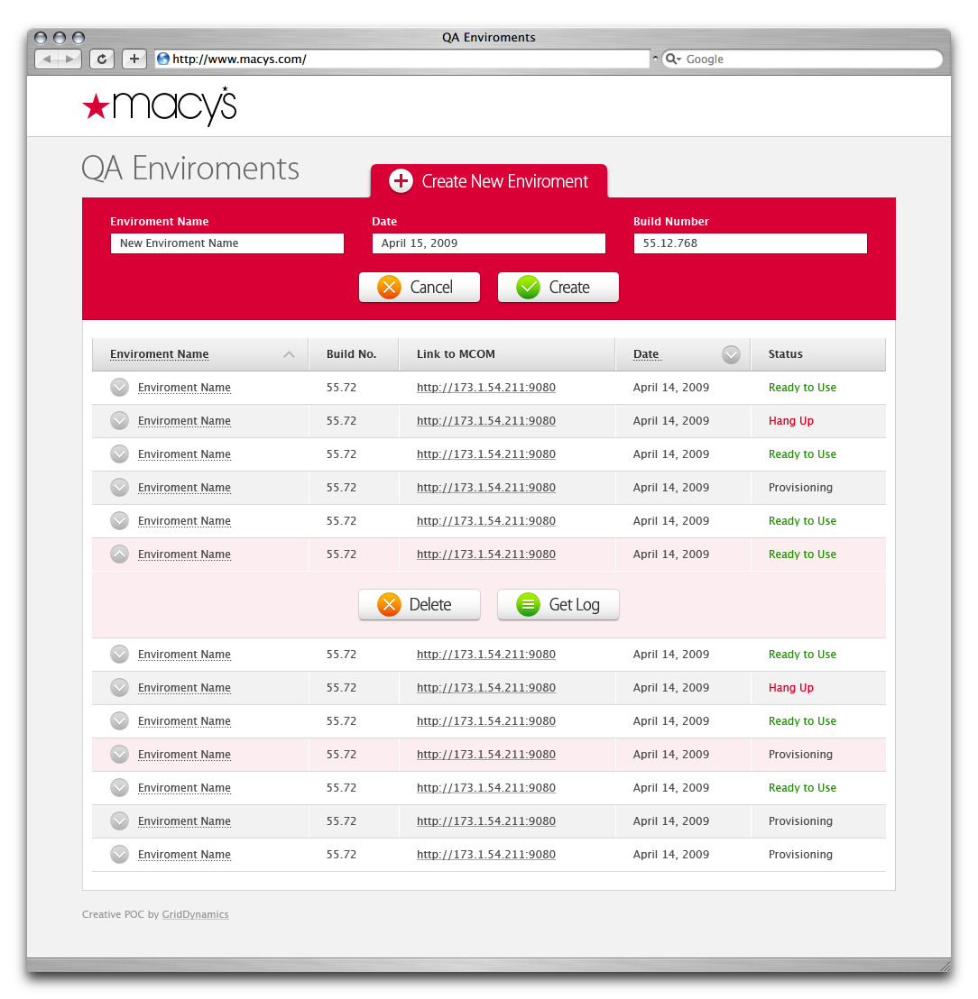 QA Enviroments
http://www.macys.com/
Google
macy's
QA Enviroments
Create New Enviroment
Enviroment Name Date Build Number
New Enviroment Name April 15, 2009 55.12.768
Cancel Create
Enviroment Name Build No. Link to MCOM Date Status
Enviroment Name 55.72 http://173.1.54.211:9080 April 14, 2009 Ready to Use
Enviroment Name 55.72 http://173.1.54.211:9080 April 14, 2009 Hang Up
Enviroment Name 55.72 http://173.1.54.211:9080 April 14, 2009 Ready to Use
Enviroment Name 55.72 http://173.1.54.211:9080 April 14, 2009 Provisioning
Enviroment Name 55.72 http://173.1.54.211:9080 April 14, 2009 Ready to Use
Enviroment Name 55.72 http://173.1.54.211:9080 April 14, 2009 Ready to Use
Delete Get Log
Enviroment Name 55.72 http://173.1.54.211:9080 April 14, 2009 Ready to Use
Enviroment Name 55.72 http://173.1.54.211:9080 April 14, 2009 Hang Up
Enviroment Name 55.72 http://173.1.54.211:9080 April 14, 2009 Ready to Use
Enviroment Name 55.72 http://173.1.54.211:9080 April 14, 2009 Provisioning
Enviroment Name 55.72 http://173.1.54.211:9080 April 14, 2009 Ready to Use
Enviroment Name 55.72 http://173.1.54.211:9080 April 14, 2009 Provisioning
Enviroment Name 55.72 http://173.1.54.211:9080 April 14, 2009 Provisioning
Creative POC by GridDynamics